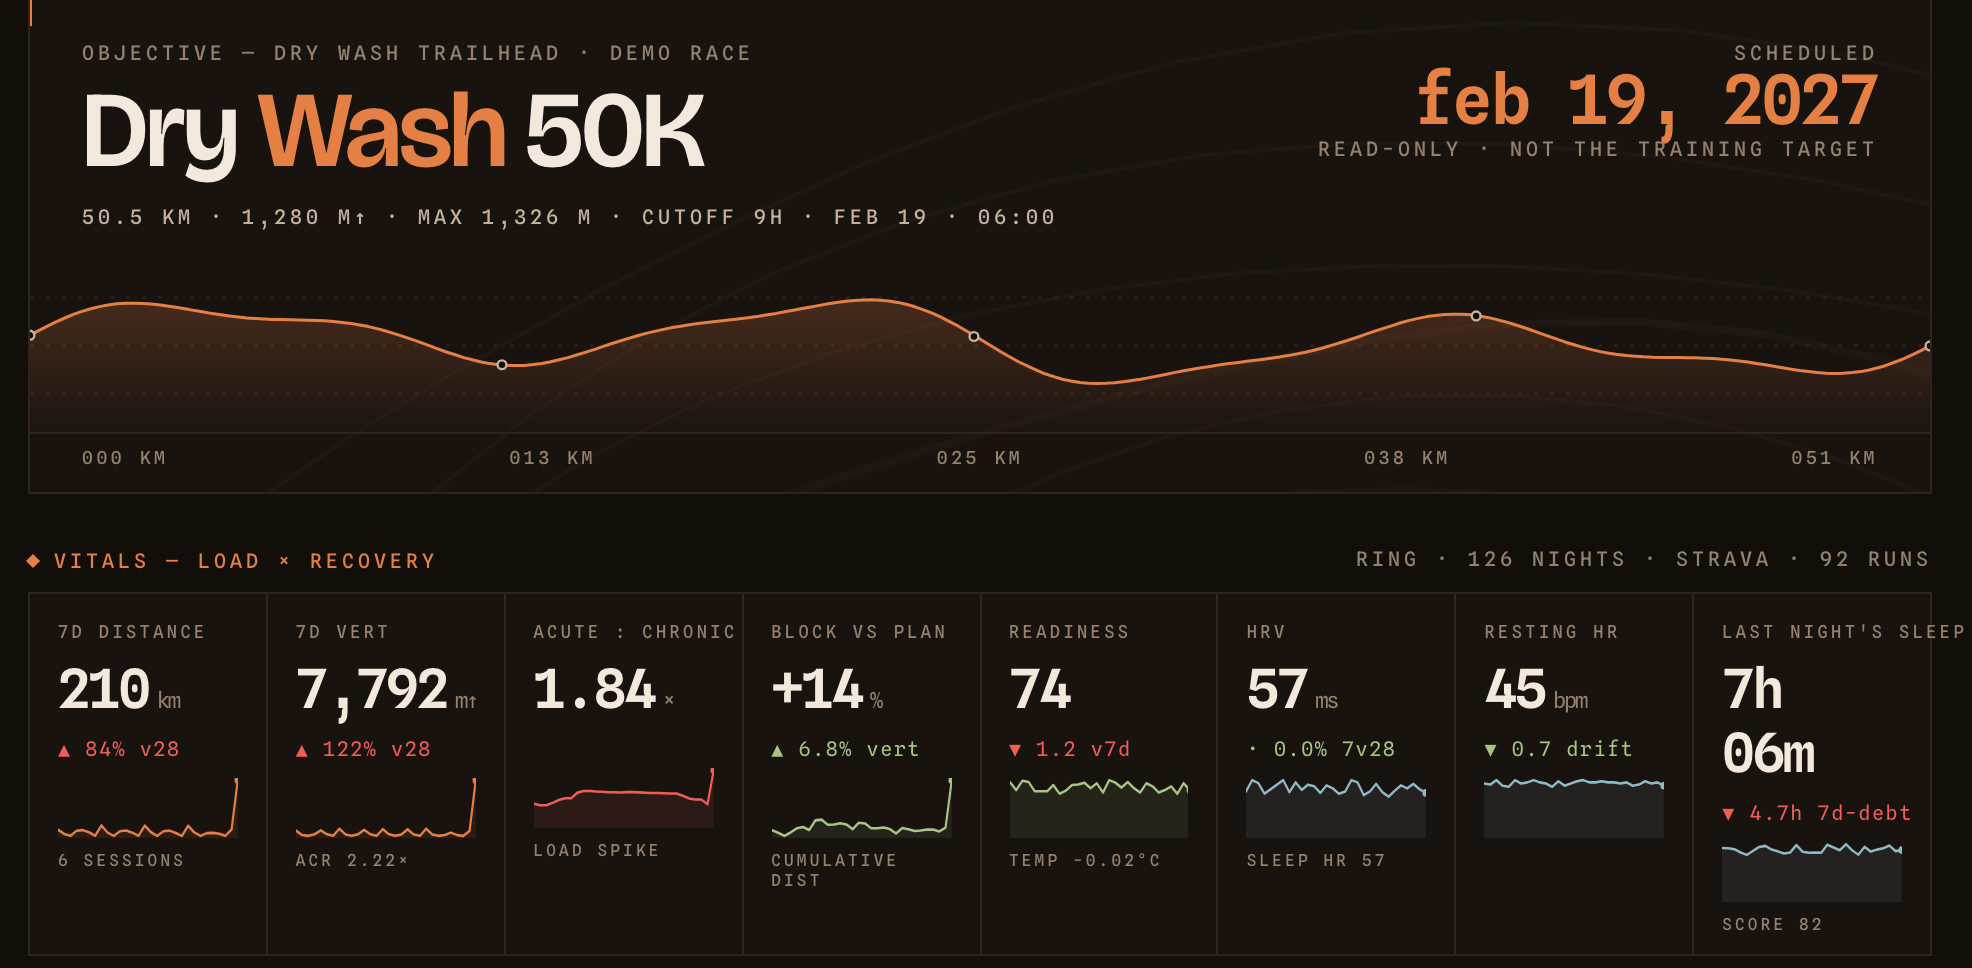 OBJECTIVE — DRY WASH TRAILHEAD · DEMO RACE
SCHEDULED
Dry Wash 50K
feb 19, 2027
READ-ONLY · NOT THE TRAINING TARGET
50.5 KM · 1,280 M↑ · MAX 1,326 M · CUTOFF 9H · FEB 19 · 06:00
000 KM
013 KM
025 KM
038 KM
051 KM
◆ VITALS — LOAD × RECOVERY
RING · 126 NIGHTS · STRAVA · 92 RUNS
7D DISTANCE
210 km
▲ 84% v28
6 SESSIONS
7D VERT
7,792 m↑
▲ 122% v28
ACR 2.22×
ACUTE : CHRONIC
1.84 ×
LOAD SPIKE
BLOCK VS PLAN
+14 %
▲ 6.8% vert
CUMULATIVE
DIST
READINESS
74
▼ 1.2 v7d
TEMP -0.02°C
HRV
57 ms
· 0.0% 7v28
SLEEP HR 57
RESTING HR
45 bpm
▼ 0.7 drift
LAST NIGHT'S SLEEP
7h
06m
▼ 4.7h 7d-debt
SCORE 82